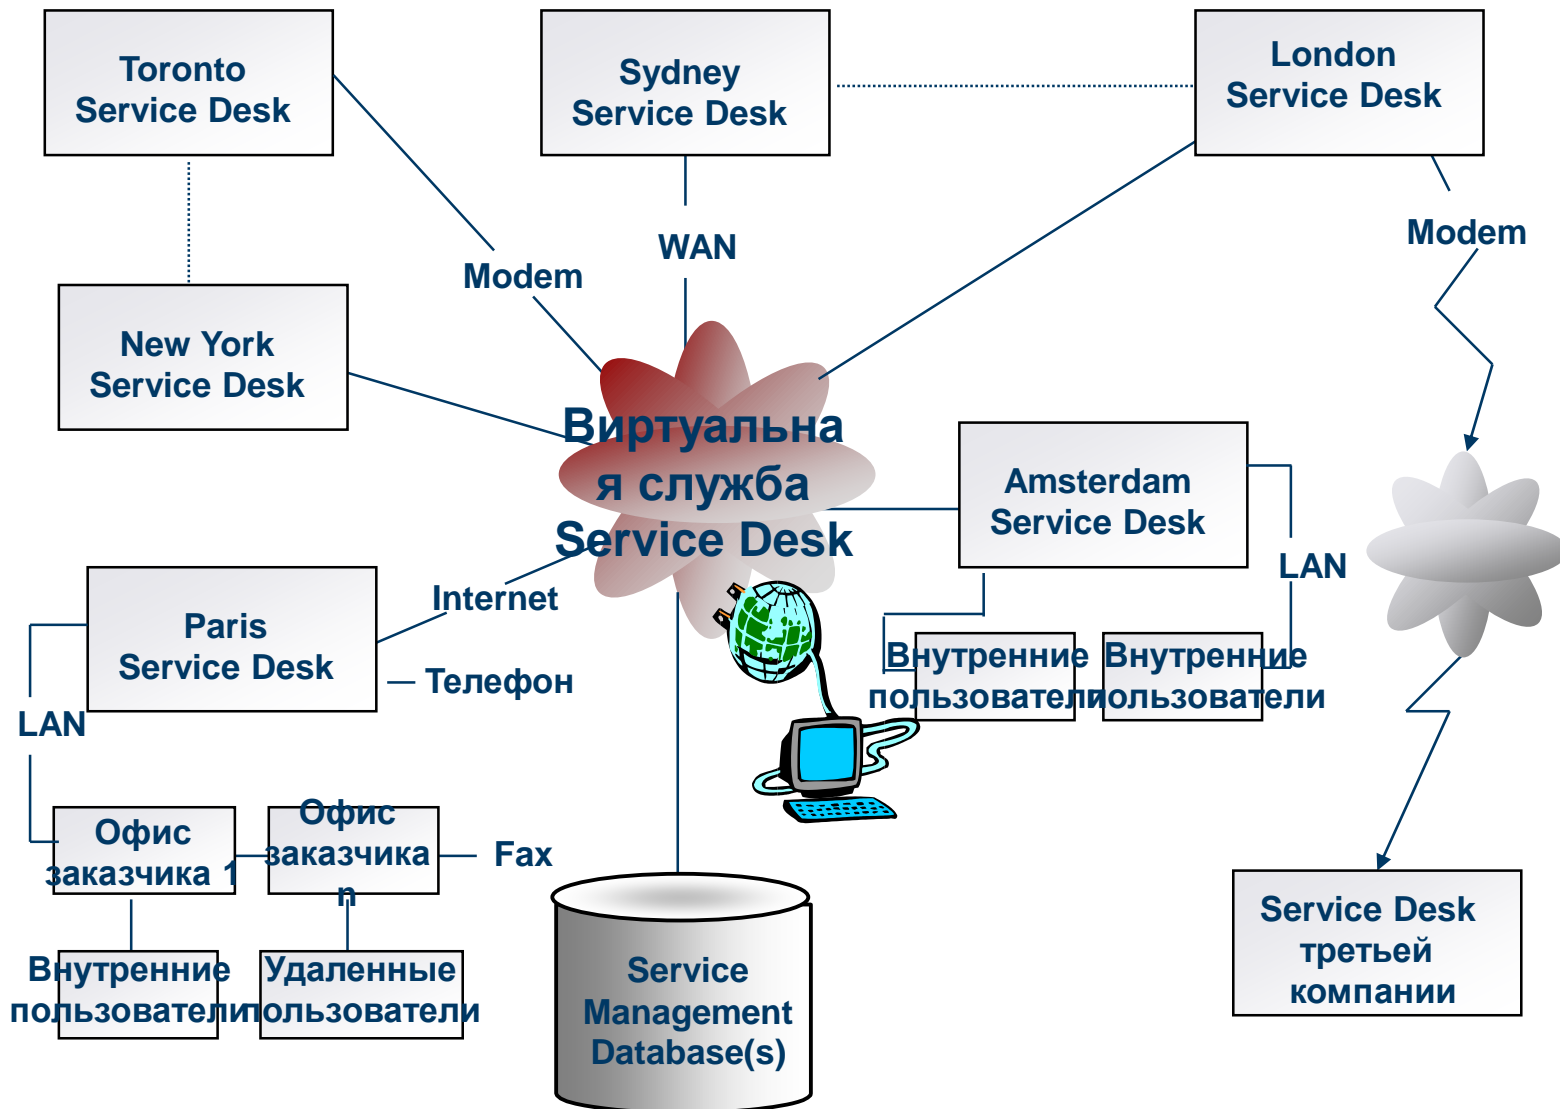 Toronto
Service Desk
Sydney
Service Desk
London
Service Desk
WAN
Modem
Modem
New York
Service Desk
Виртуальна
я служба
Service Desk
Amsterdam
Service Desk
LAN
Internet
Paris
Service Desk
Телефон
LAN
Внутренние
пользователи
Внутренние
пользователи
Офис
заказчика 1
Офис
заказчика
n
Fax
Внутренние
пользователи
Удаленные
пользователи
Service
Management
Database(s)
Service Desk
третьей
компании